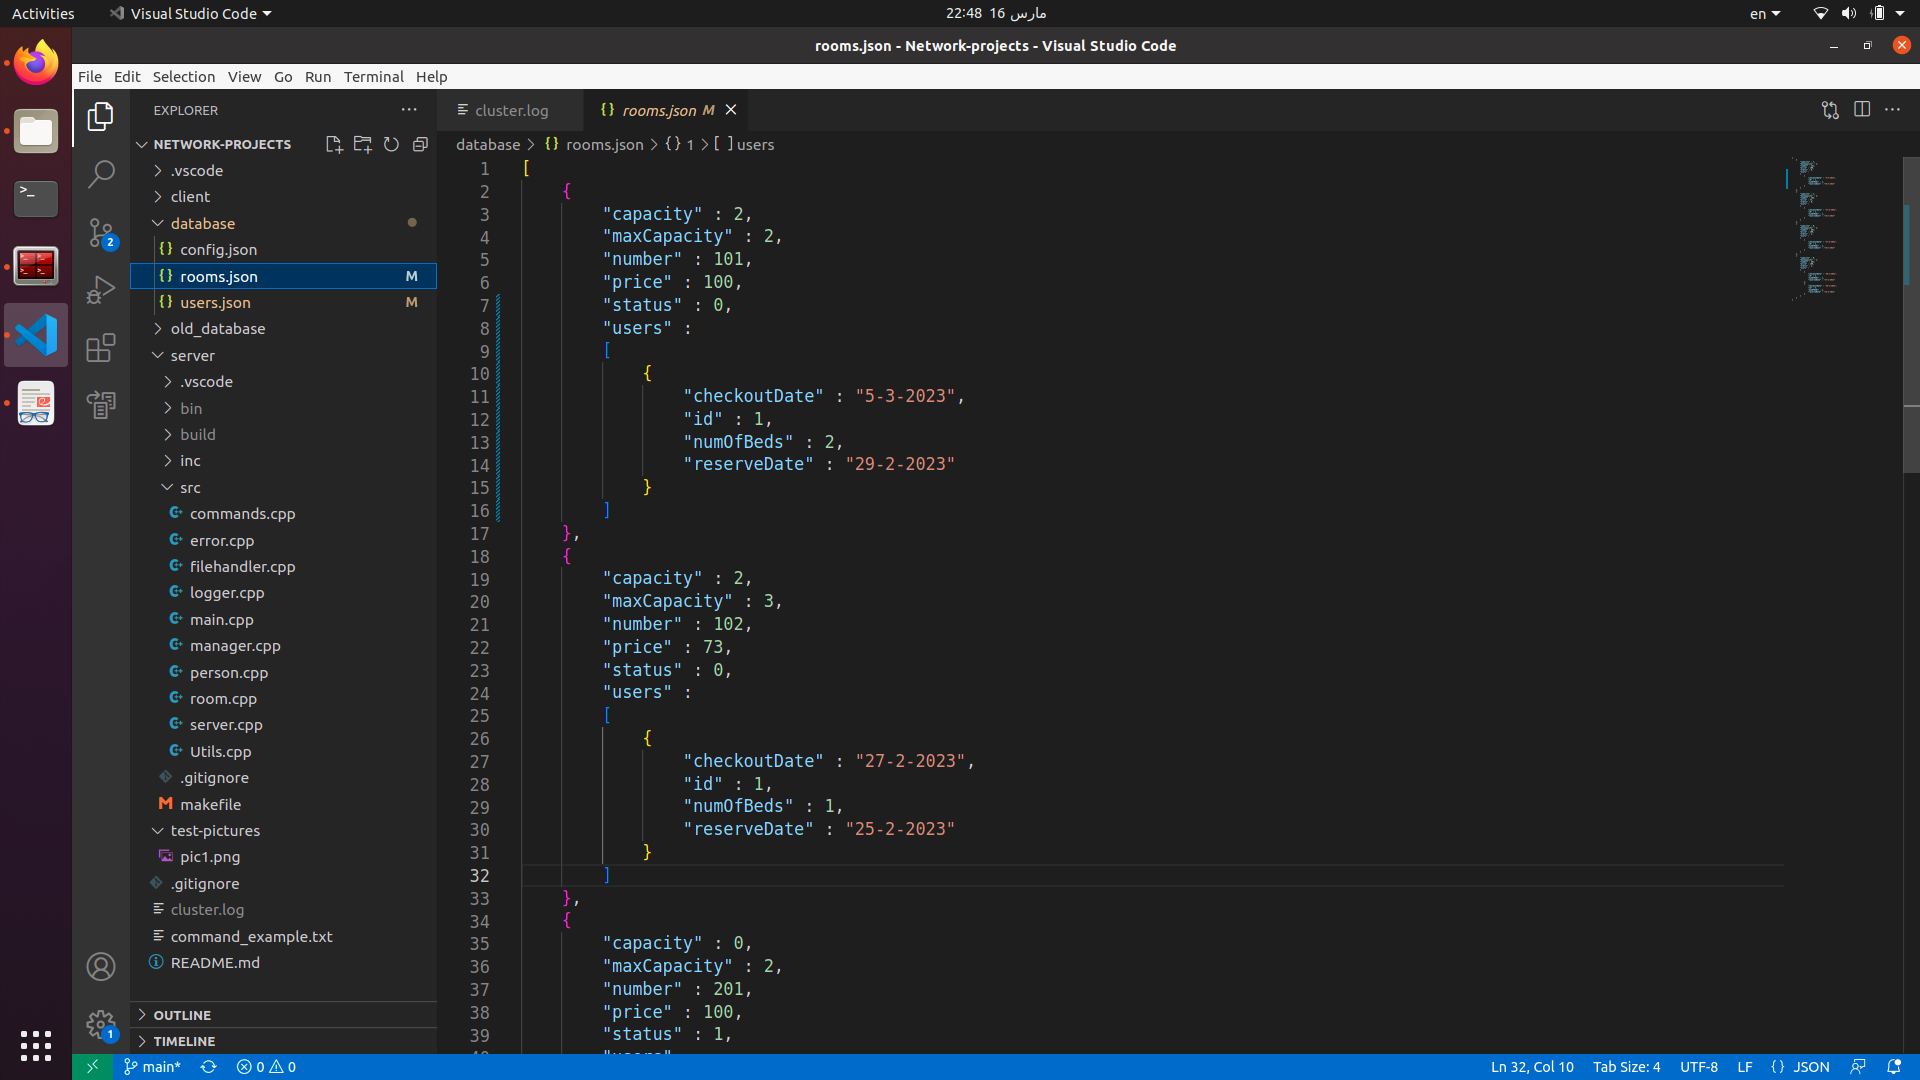 Activities
Visual Studio Code
22:48 16 مارس
en
rooms.json - Network-projects - Visual Studio Code
File Edit Selection View Go Run Terminal Help
EXPLORER
NETWORK-PROJECTS
.vscode
client
database
config.json
rooms.json M
users.json M
old_database
server
.vscode
bin
build
inc
src
commands.cpp
error.cpp
filehandler.cpp
logger.cpp
main.cpp
manager.cpp
person.cpp
room.cpp
server.cpp
Utils.cpp
.gitignore
makefile
test-pictures
pic1.png
.gitignore
cluster.log
command_example.txt
README.md
OUTLINE
TIMELINE
2
1
cluster.log
{} rooms.json M
database > {} rooms.json > {} 1 > [ ] users
1 [
2 {
3 "capacity" : 2,
4 "maxCapacity" : 2,
5 "number" : 101,
6 "price" : 100,
7 "status" : 0,
8 "users" :
9 [
10 {
11 "checkoutDate" : "5-3-2023",
12 "id" : 1,
13 "numOfBeds" : 2,
14 "reserveDate" : "29-2-2023"
15 }
16 ]
17 },
18 {
19 "capacity" : 2,
20 "maxCapacity" : 3,
21 "number" : 102,
22 "price" : 73,
23 "status" : 0,
24 "users" :
25 [
26 {
27 "checkoutDate" : "27-2-2023",
28 "id" : 1,
29 "numOfBeds" : 1,
30 "reserveDate" : "25-2-2023"
31 }
32 ]
33 },
34 {
35 "capacity" : 0,
36 "maxCapacity" : 2,
37 "number" : 201,
38 "price" : 100,
39 "status" : 1,
main* 0 0
Ln 32, Col 10 Tab Size: 4 UTF-8 LF {} JSON